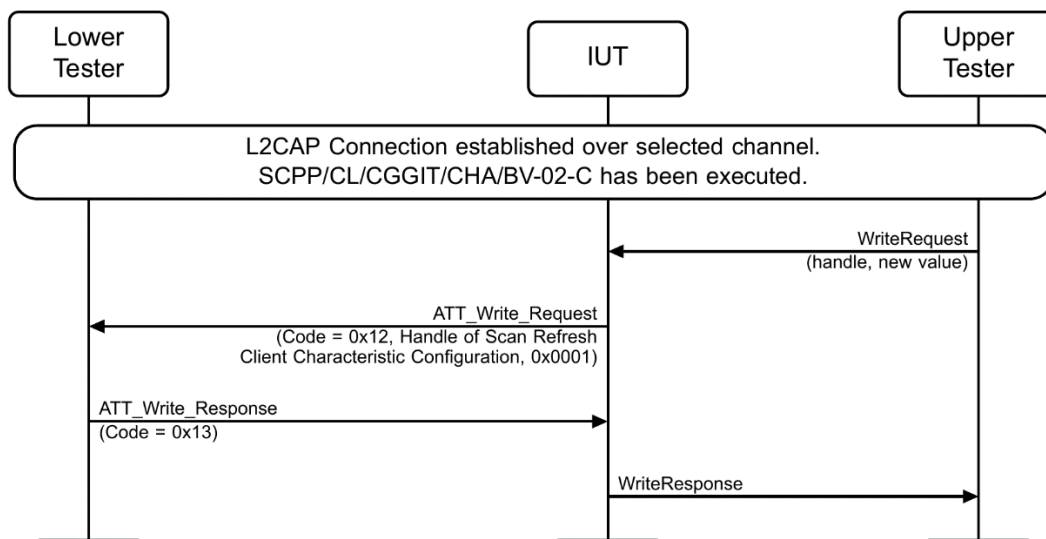 Lower
Tester
IUT
Upper
Tester
L2CAP Connection established over selected channel.
SCPP/CL/CGGIT/CHA/BV-02-C has been executed.
WriteRequest
(handle, new value)
ATT_Write_Request
(Code = 0x12, Handle of Scan Refresh
Client Characteristic Configuration, 0x0001)
ATT_Write_Response
(Code = 0x13)
WriteResponse